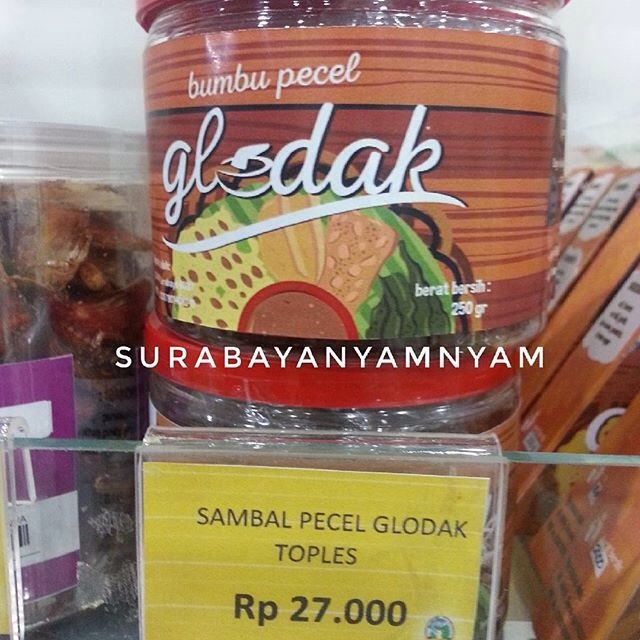 bumbu pecel
glodak
berat bersih :
250 gr
SURABAYANYAMNYAM
SAMBAL PECEL GLODAK
TOPLES
Rp 27.000